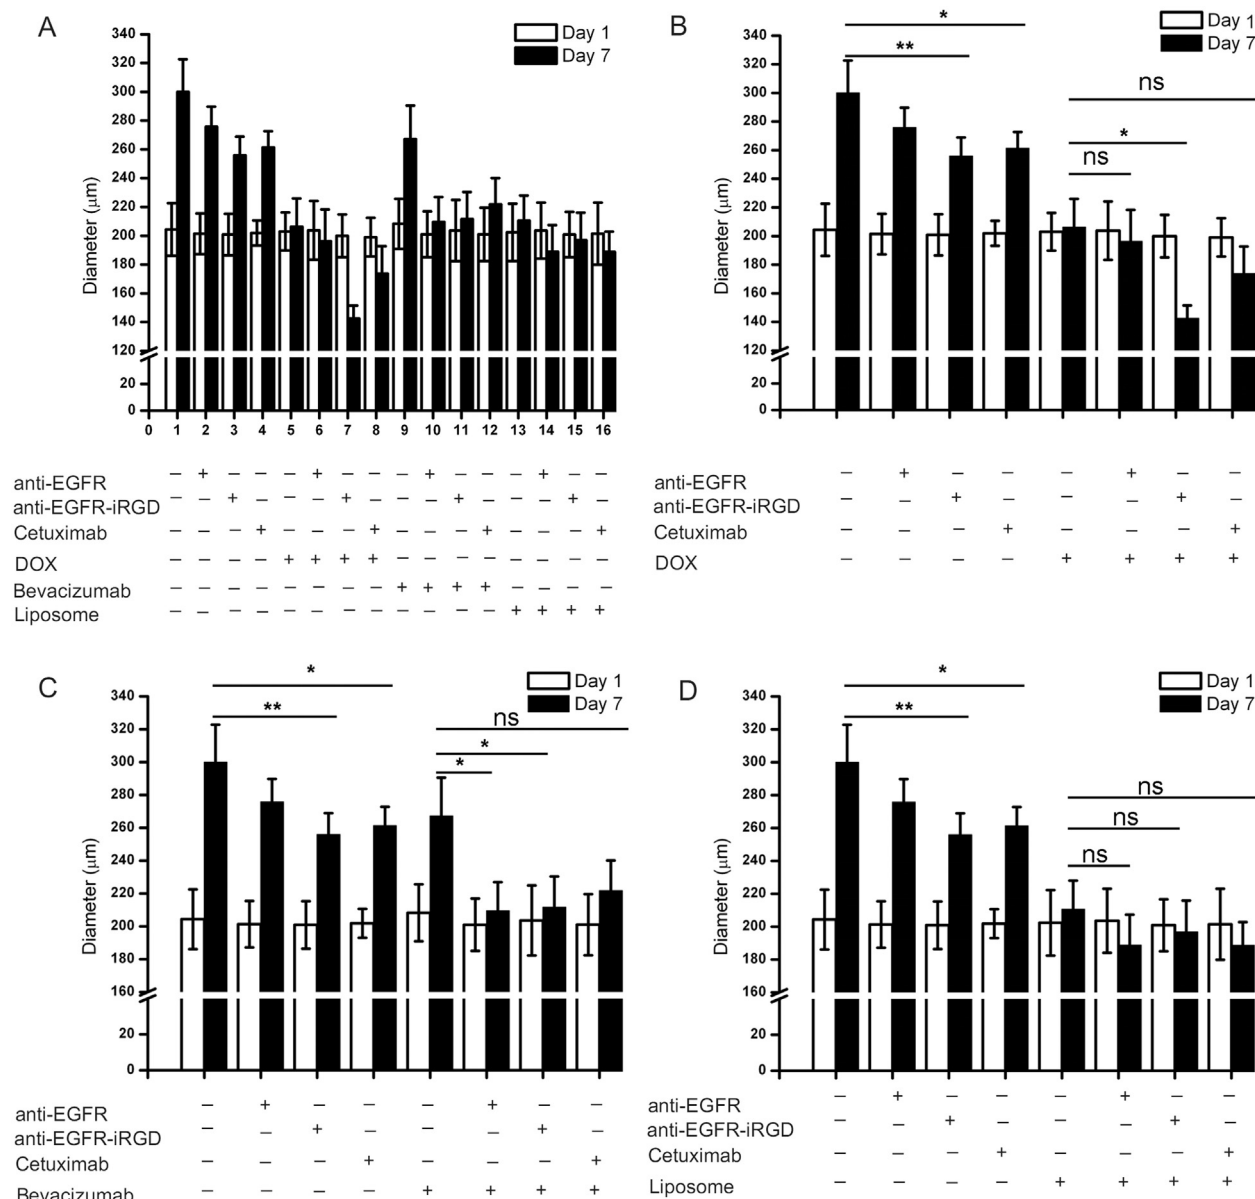 A
Day 1
Day 7
340
320
300
280
260
240
220
200
180
160
140
120
20
0
Diameter (μm)
0 1 2 3 4 5 6 7 8 9 10 11 12 13 14 15 16
anti-EGFR – + – – – + – – – + – – – + – –
anti-EGFR-iRGD – – + – – – + – – – + – – – + –
Cetuximab – – – + – – – + – – – + – – – +
DOX – – – – + + + + – – – – – – – –
Bevacizumab – – – – – – – – + + + + – – – –
Liposome – – – – – – – – – – – – + + + +
B
Day 1
Day 7
*
**
ns
*
ns
340
320
300
280
260
240
220
200
180
160
140
120
20
0
Diameter (μm)
anti-EGFR – + – – – + – –
anti-EGFR-iRGD – – + – – – + –
Cetuximab – – – + – – – +
DOX – – – – + + + +
C
Day 1
Day 7
*
**
ns
*
*
340
320
300
280
260
240
220
200
180
160
20
0
Diameter (μm)
anti-EGFR – + – – – + – –
anti-EGFR-iRGD – – + – – – + –
Cetuximab – – – + – – – +
Bevacizumab – – – – + + + +
D
Day 1
Day 7
*
**
ns
ns
ns
340
320
300
280
260
240
220
200
180
160
20
0
Diameter (μm)
anti-EGFR – + – – – + – –
anti-EGFR-iRGD – – + – – – + –
Cetuximab – – – + – – – +
Liposome – – – – + + + +